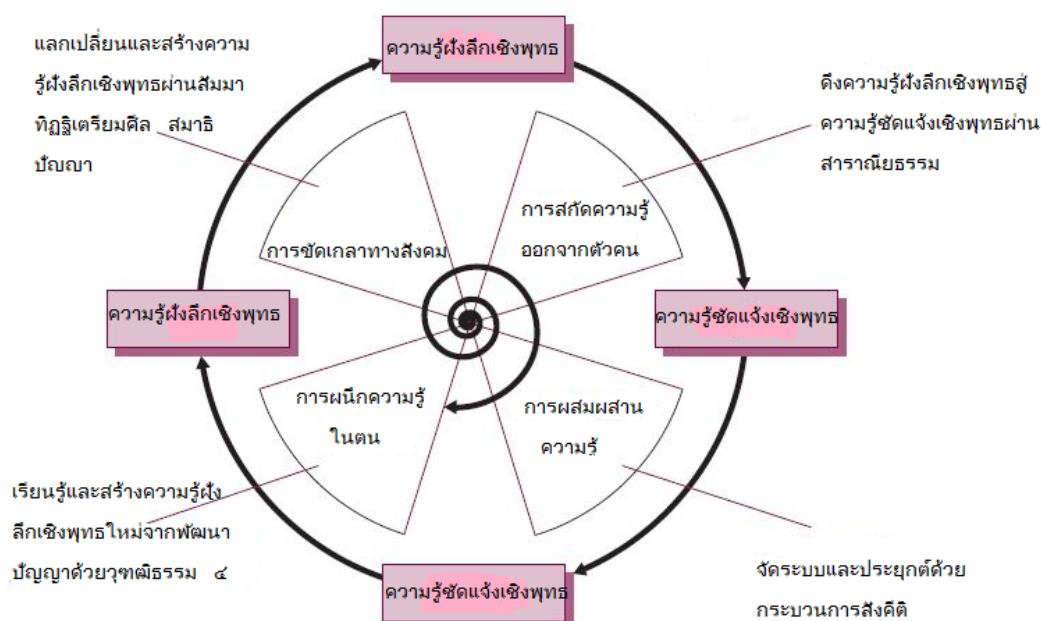 ความรู้ฝังลึกเชิงพุทธ
แลกเปลี่ยนและสร้างความ
รู้ฝังลึกเชิงพุทธผ่านสัมมา
ทิฏฐิเตรียมศีล สมาธิ
ปัญญา
ดึงความรู้ฝังลึกเชิงพุทธสู่
ความรู้ชัดแจ้งเชิงพุทธผ่าน
สาราณียธรรม
การขัดเกลาทางสังคม
การสกัดความรู้
ออกจากตัวคน
ความรู้ฝังลึกเชิงพุทธ
ความรู้ชัดแจ้งเชิงพุทธ
การผนึกความรู้
ในตน
การผสมผสาน
ความรู้
เรียนรู้และสร้างความรู้ฝัง
ลึกเชิงพุทธใหม่จากพัฒนา
ปัญญาด้วยวุฑฒิธรรม ๔
จัดระบบและประยุกต์ด้วย
กระบวนการสังคีติ
ความรู้ชัดแจ้งเชิงพุทธ